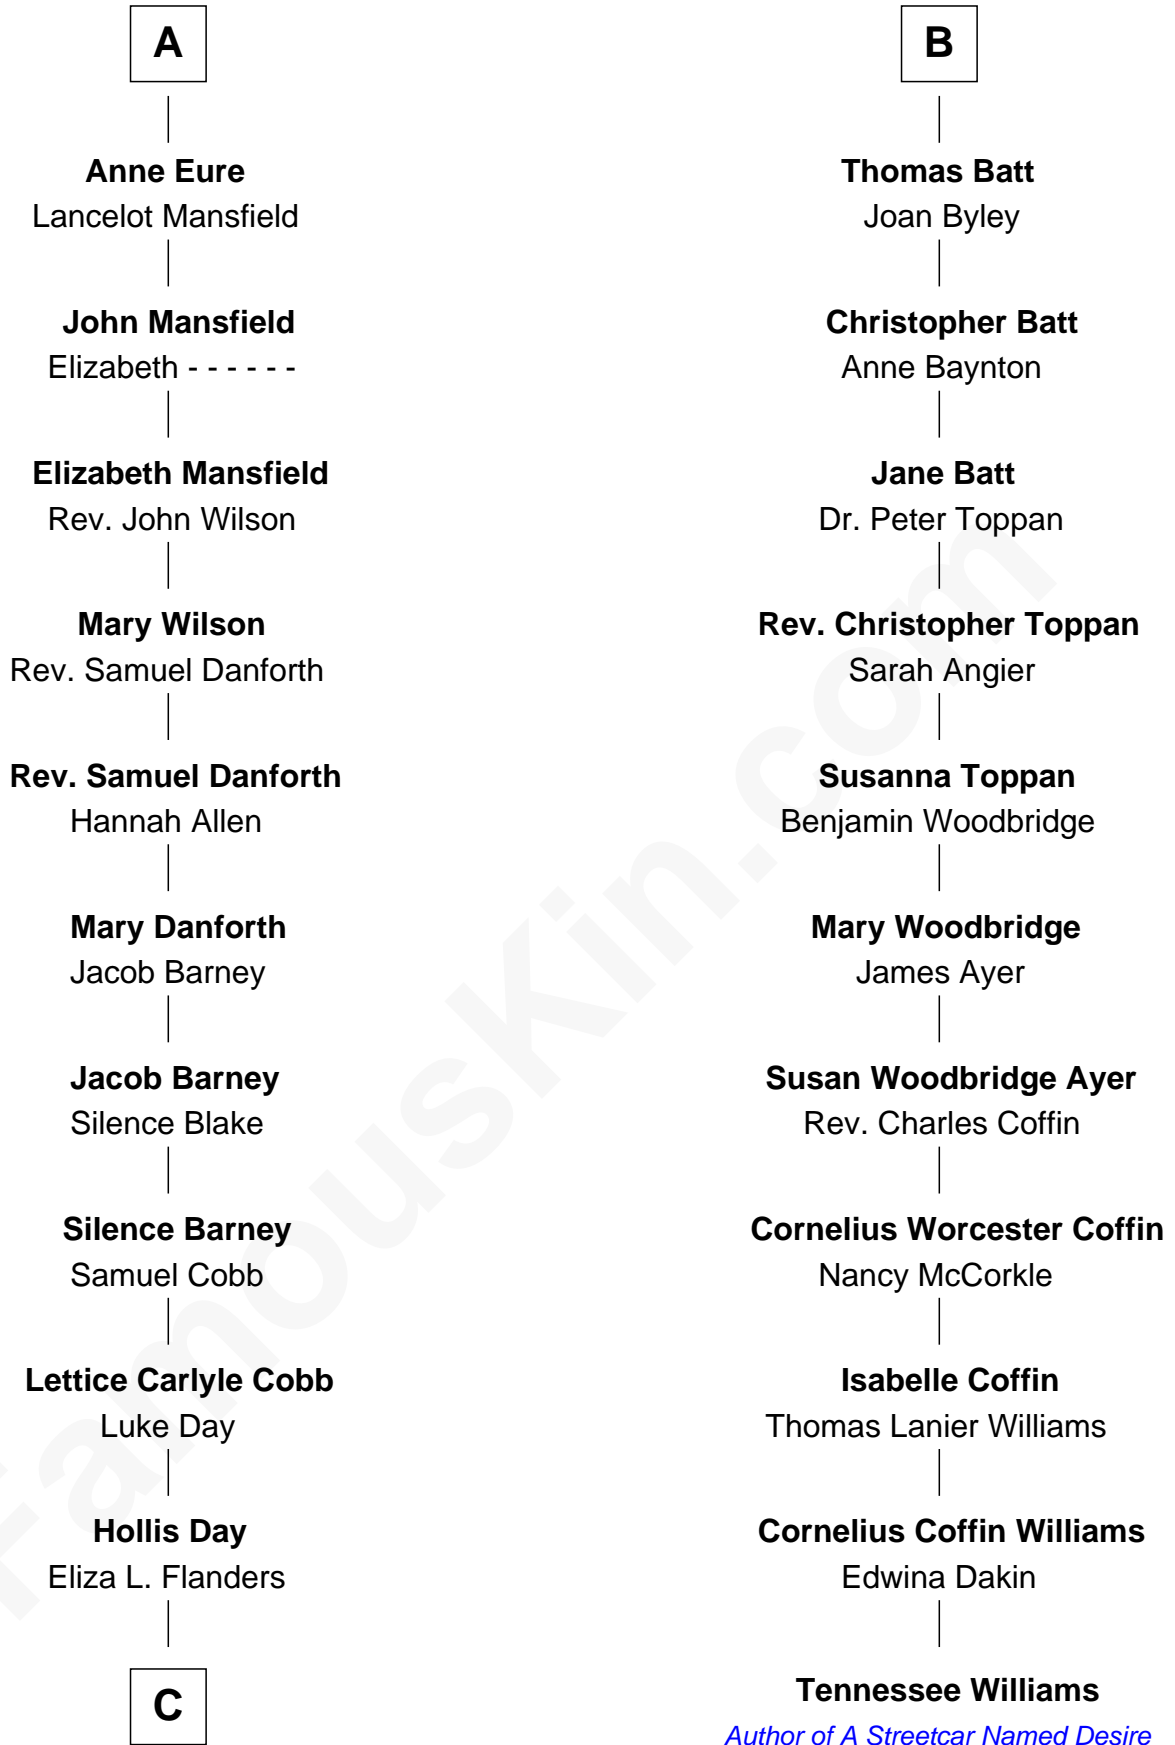 A
Anne Eure
Lancelot Mansfield
John Mansfield
Elizabeth - - - - - -
Elizabeth Mansfield
Rev. John Wilson
Mary Wilson
Rev. Samuel Danforth
Rev. Samuel Danforth
Hannah Allen
Mary Danforth
Jacob Barney
Jacob Barney
Silence Blake
Silence Barney
Samuel Cobb
Lettice Carlyle Cobb
Luke Day
Hollis Day
Eliza L. Flanders
C
B
Thomas Batt
Joan Byley
Christopher Batt
Anne Baynton
Jane Batt
Dr. Peter Toppan
Rev. Christopher Toppan
Sarah Angier
Susanna Toppan
Benjamin Woodbridge
Mary Woodbridge
James Ayer
Susan Woodbridge Ayer
Rev. Charles Coffin
Cornelius Worcester Coffin
Nancy McCorkle
Isabelle Coffin
Thomas Lanier Williams
Cornelius Coffin Williams
Edwina Dakin
Tennessee Williams
Author of A Streetcar Named Desire
FamousKin.com